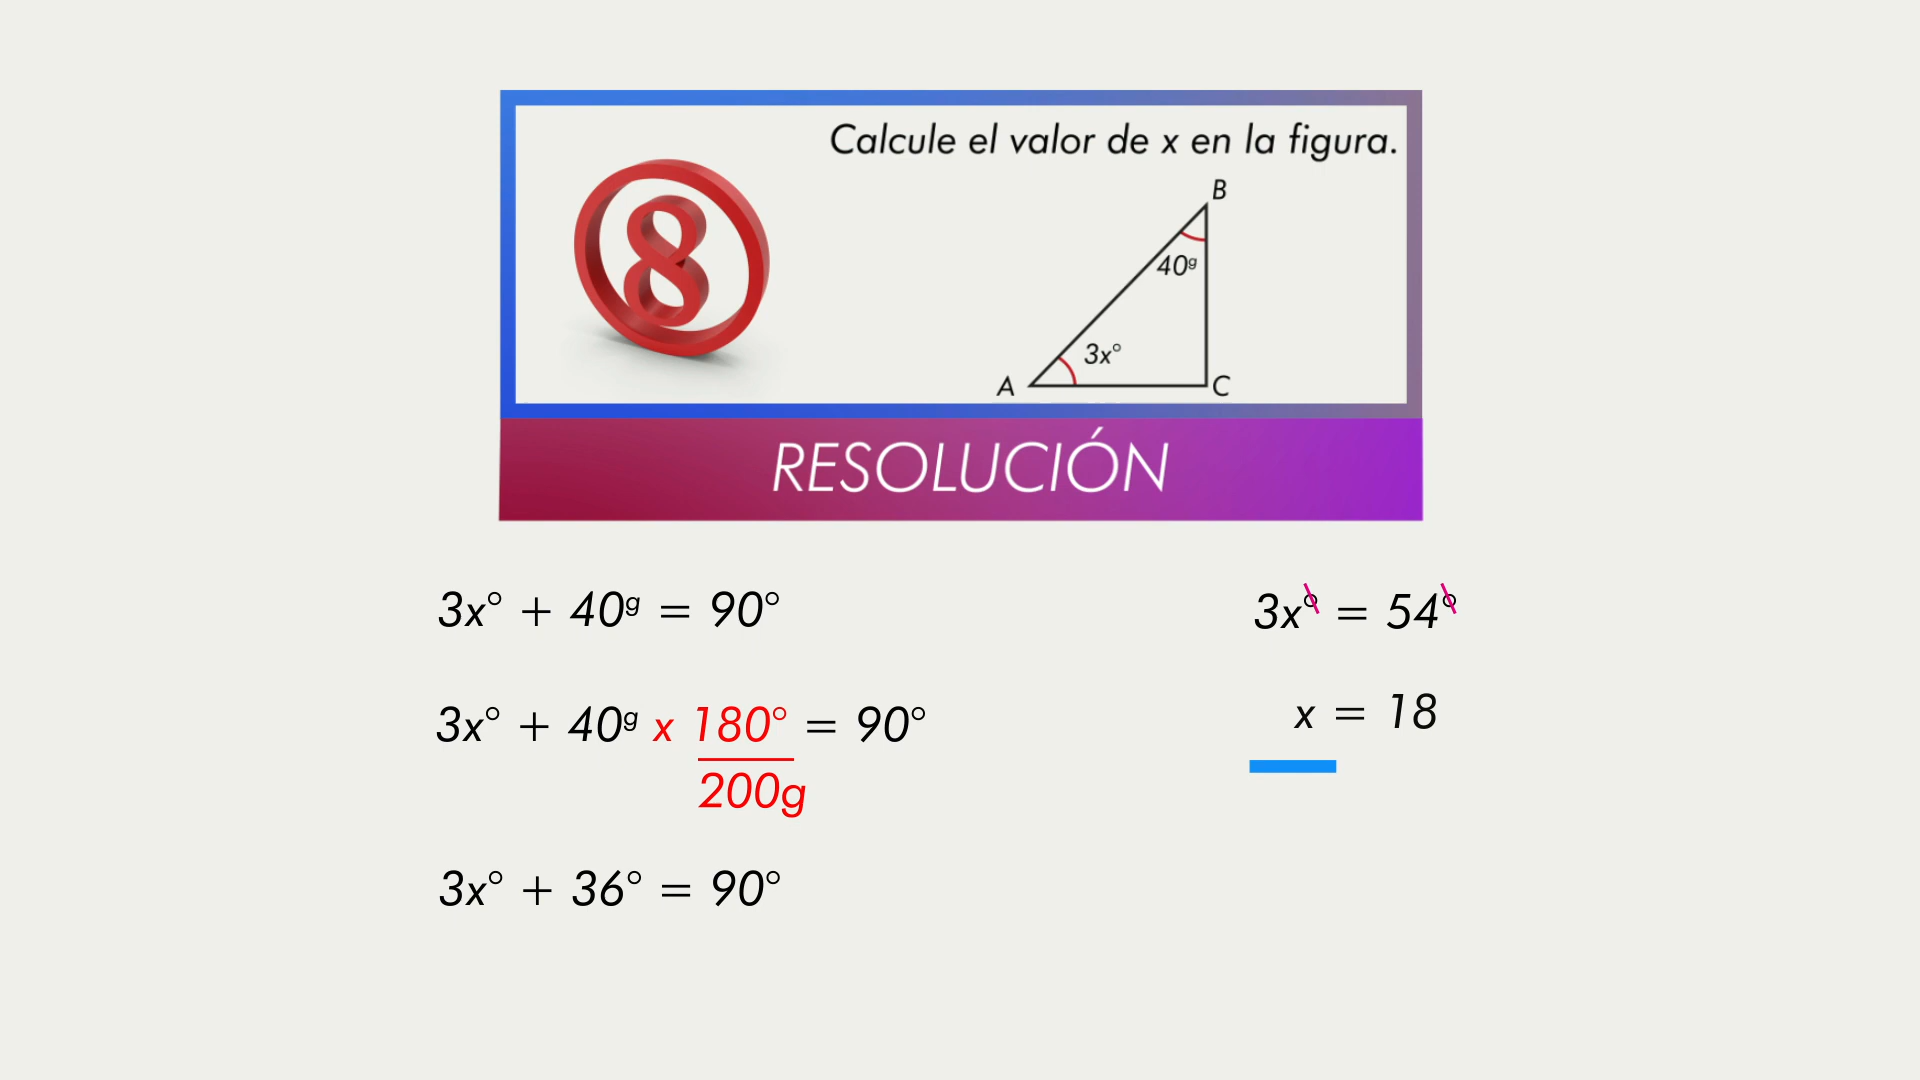 8
Calcule el valor de x en la figura.
B
40ᵍ
3x°
A
C
RESOLUCIÓN
3x° + 40ᵍ = 90°
3x° + 40ᵍ x 180° = 90°
200g
3x° + 36° = 90°
3x° = 54°
x = 18